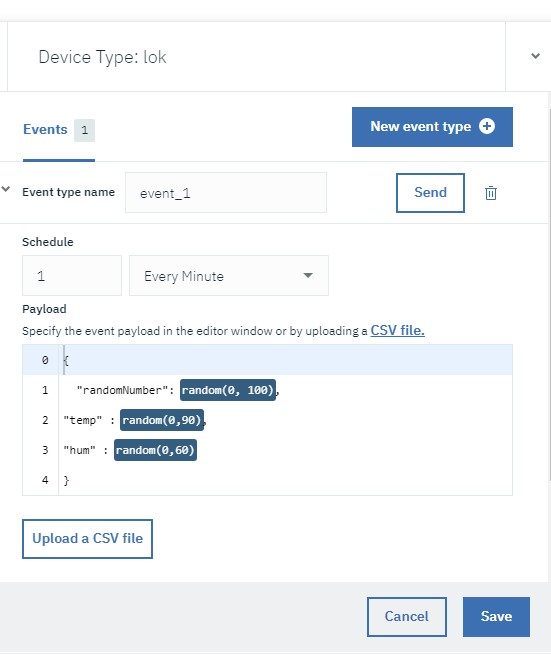 Device Type: lok
Events 1
New event type
Event type name event_1 Send
Schedule
1 Every Minute
Payload
Specify the event payload in the editor window or by uploading a CSV file.
0 {
1 "randomNumber": random(0, 100),
2 "temp" : random(0,90),
3 "hum" : random(0,60)
4 }
Upload a CSV file
Cancel Save